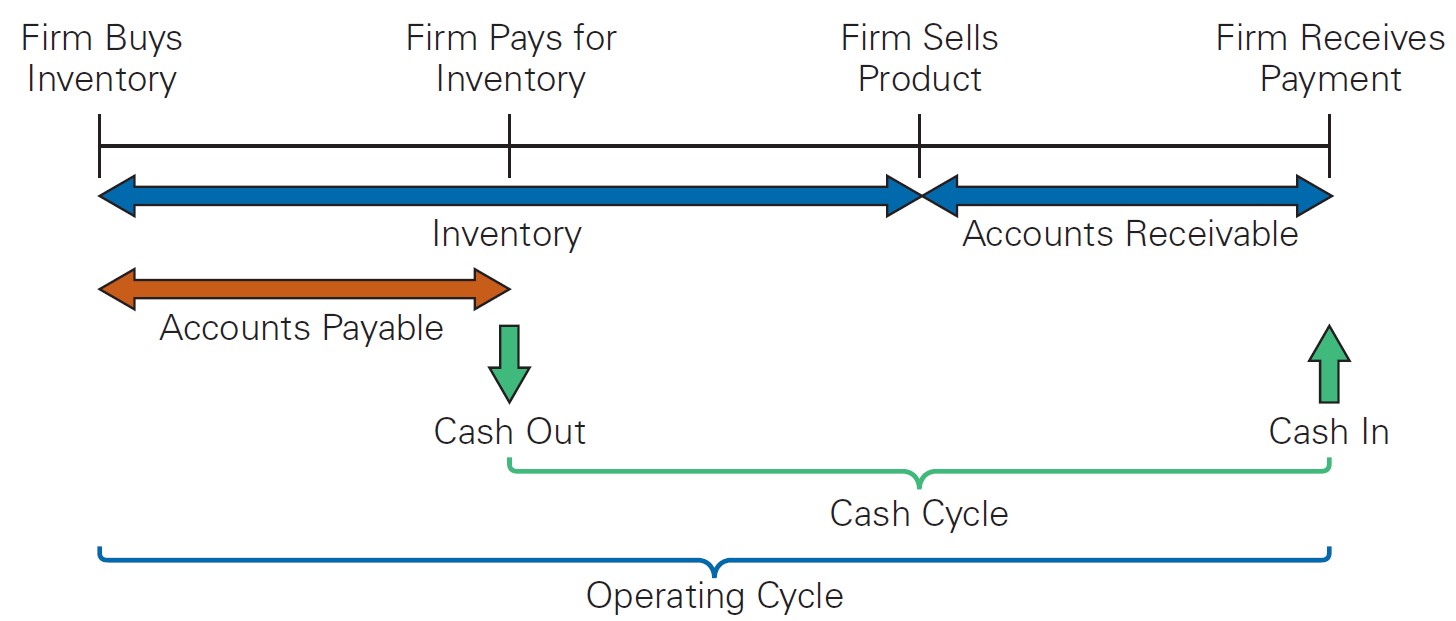 Firm Buys
Inventory
Firm Pays for
Inventory
Firm Sells
Product
Firm Receives
Payment
Inventory
Accounts Receivable
Accounts Payable
Cash Out
Cash In
Cash Cycle
Operating Cycle